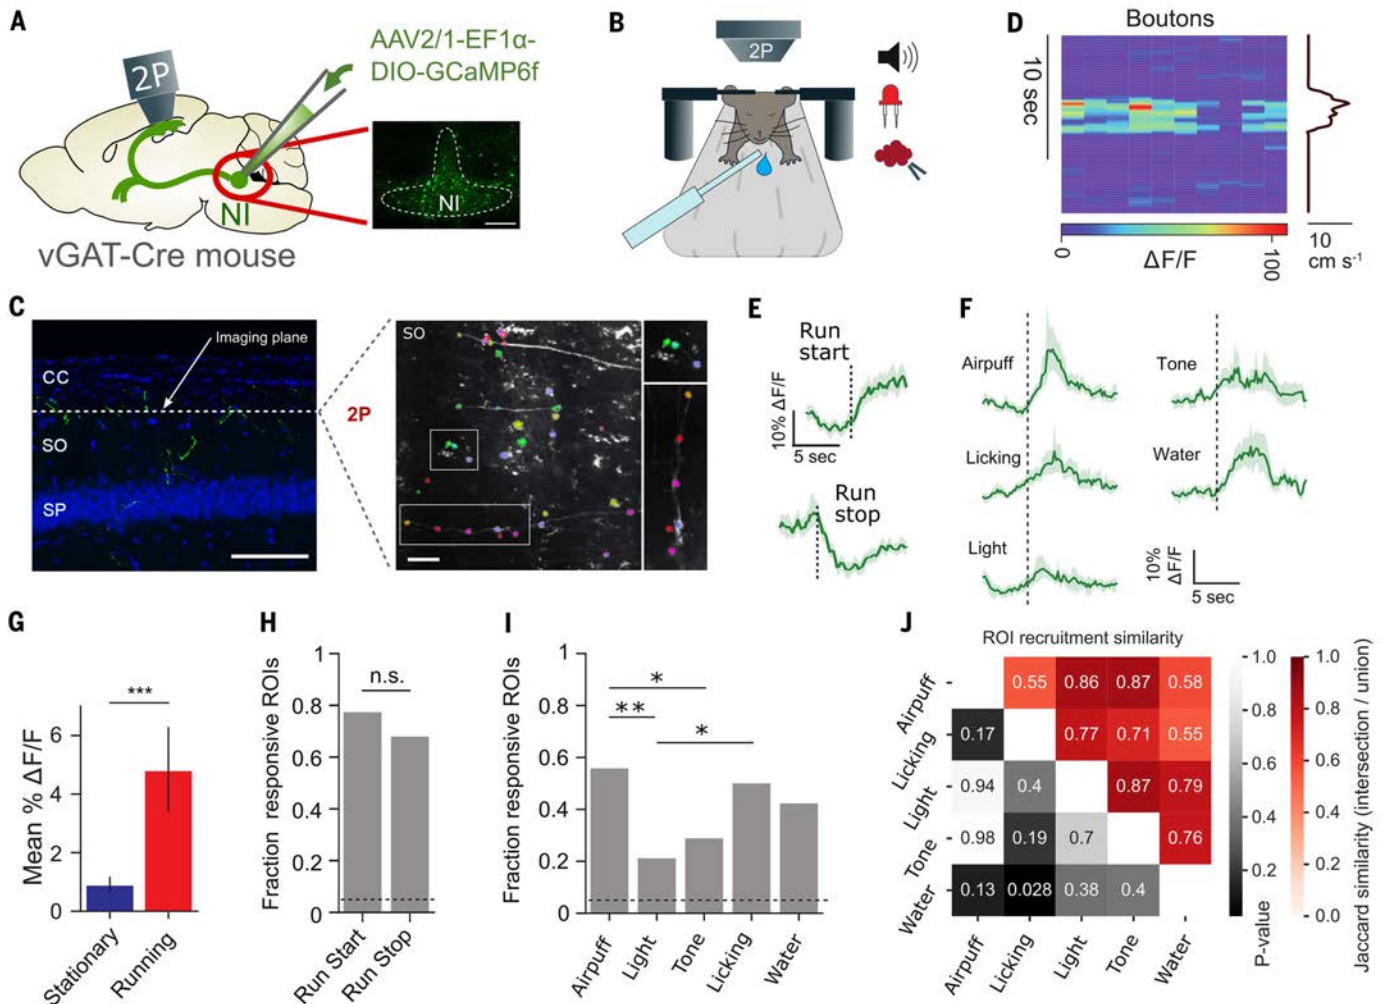 A
2P
AAV2/1-EF1α-
DIO-GCaMP6f
NI
NI
vGAT-Cre mouse
B
2P
D
Boutons
10 sec
0
100
ΔF/F
10
cm s⁻¹
C
Imaging plane
CC
SO
SP
2P
SO
E
Run
start
10% ΔF/F
5 sec
Run
stop
F
Airpuff
Tone
Licking
Water
Light
10%
ΔF/F
5 sec
G
Mean % ΔF/F
6
4
2
0
***
Stationary
Running
H
Fraction responsive ROIs
1
0.8
0.6
0.4
0.2
0
n.s.
Run Start
Run Stop
I
Fraction responsive ROIs
1
0.8
0.6
0.4
0.2
0
*
**
*
Airpuff
Light
Tone
Licking
Water
J
ROI recruitment similarity
Airpuff
0.55 0.86 0.87 0.58
Licking
0.17 0.77 0.71 0.55
Light
0.94 0.4 0.87 0.79
Tone
0.98 0.19 0.7 0.76
Water
0.13 0.028 0.38 0.4
Airpuff
Licking
Light
Tone
Water
1.0
0.8
0.6
0.4
0.2
P-value
1.0
0.8
0.6
0.4
0.2
0.0
Jaccard similarity (intersection / union)